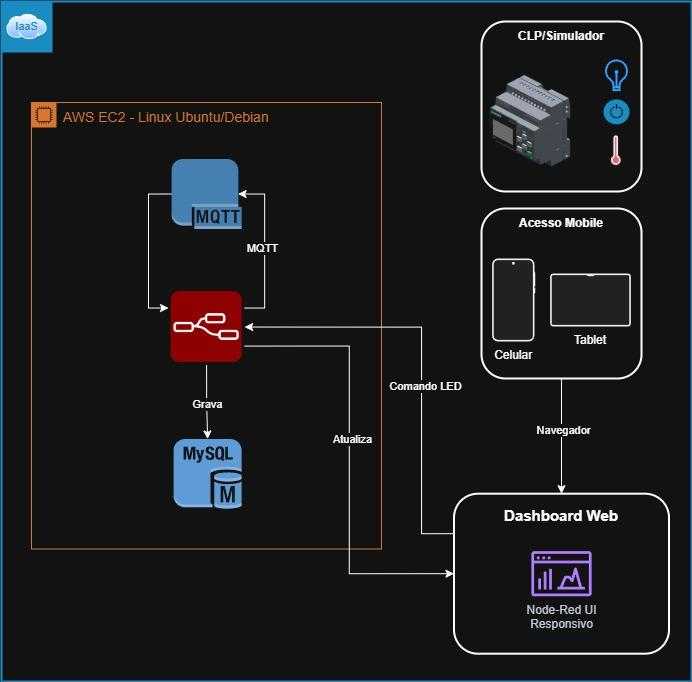 IaaS
CLP/Simulador
AWS EC2 - Linux Ubuntu/Debian
MQTT
MQTT
Acesso Mobile
Celular
Tablet
Comando LED
Grava
Atualiza
Navegador
MySQL
M
Dashboard Web
Node-Red UI
Responsivo